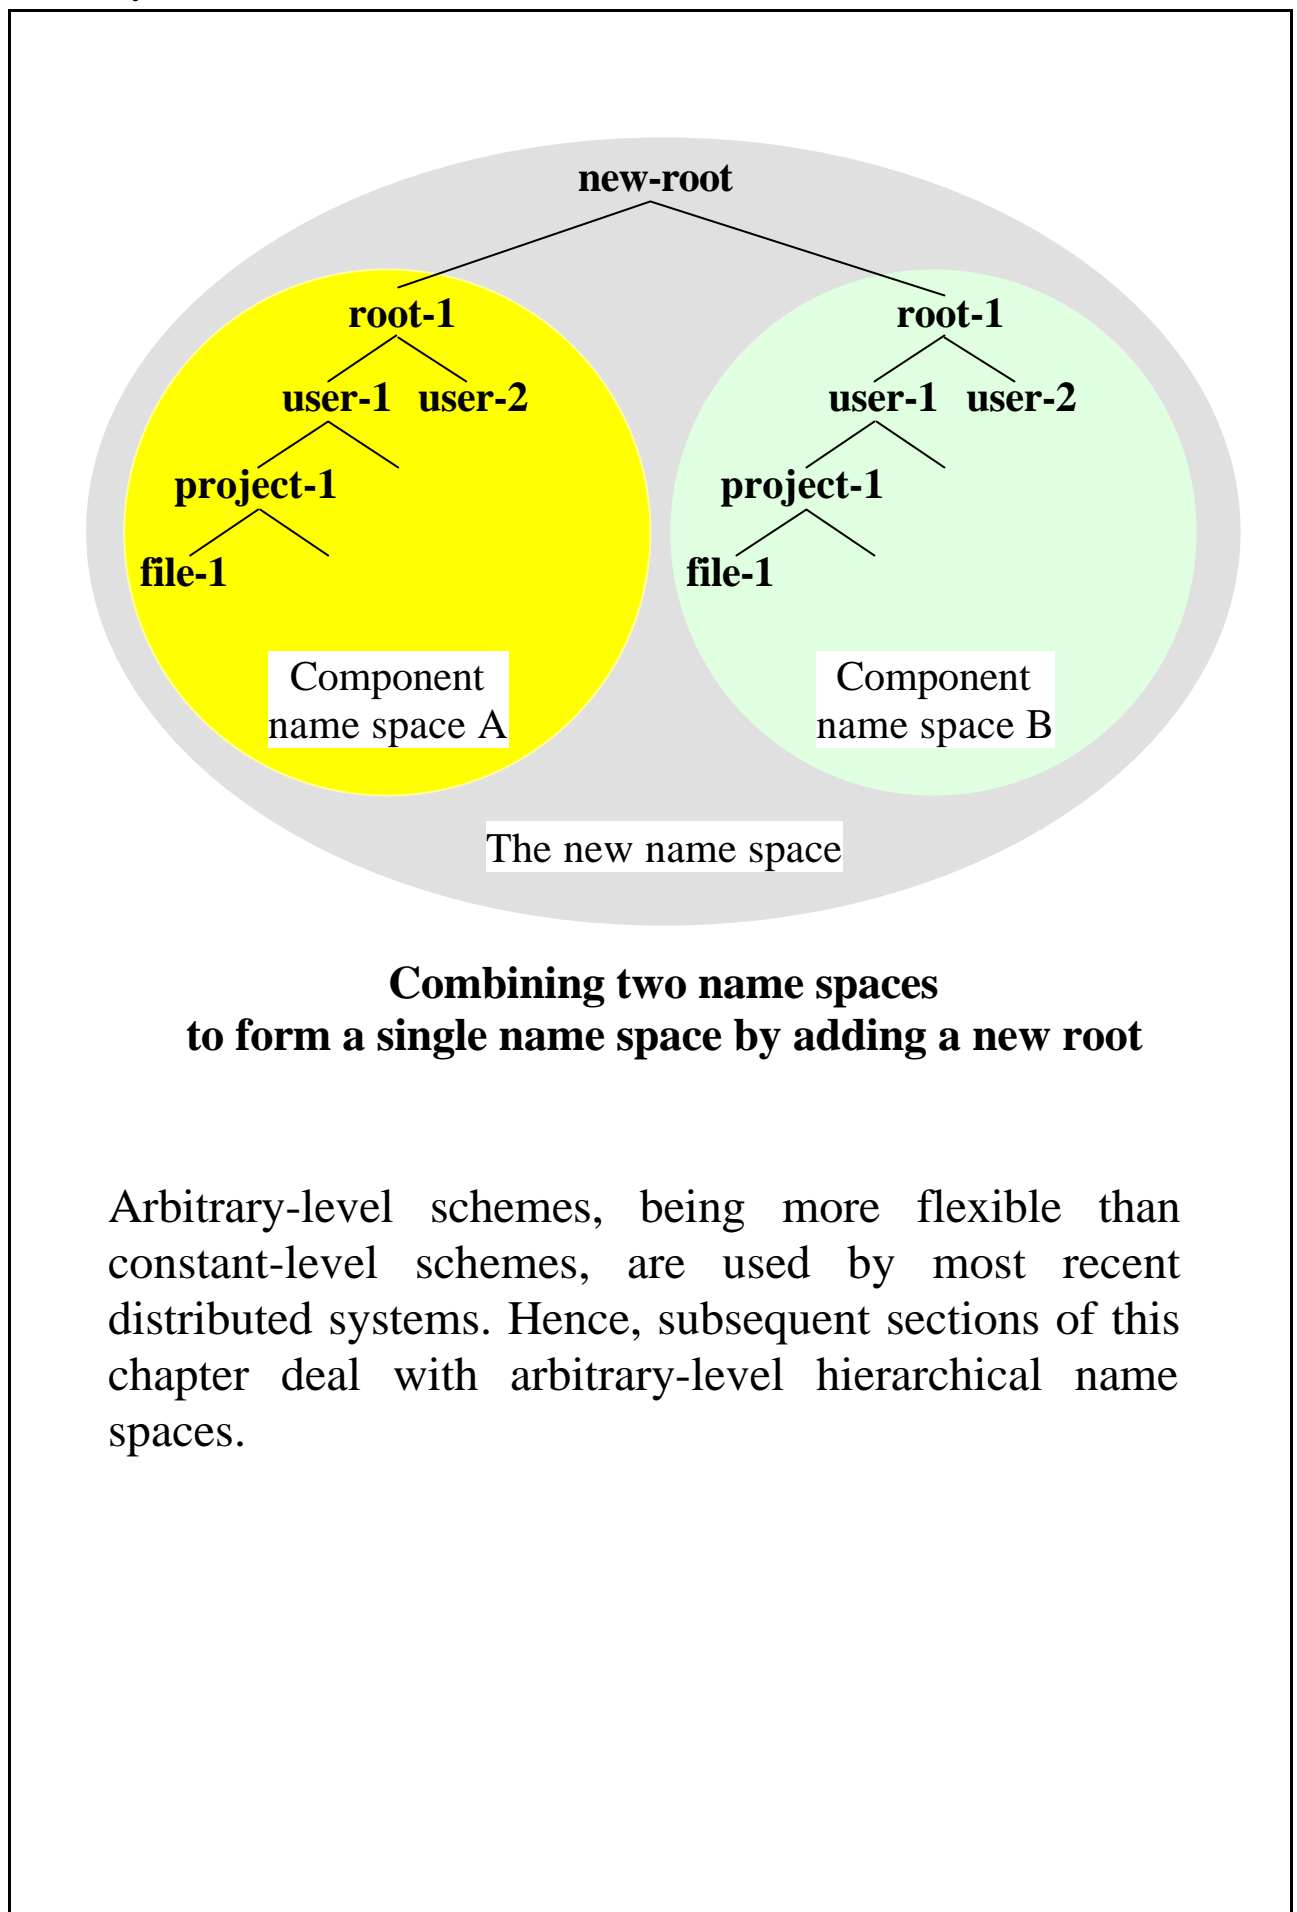 new-root
root-1 root-1
user-1 user-2 user-1 user-2
project-1 project-1
file-1 file-1
Component
name space A
Component
name space B
The new name space
Combining two name spaces
to form a single name space by adding a new root
Arbitrary-level schemes, being more flexible than
constant-level schemes, are used by most recent
distributed systems. Hence, subsequent sections of this
chapter deal with arbitrary-level hierarchical name
spaces.